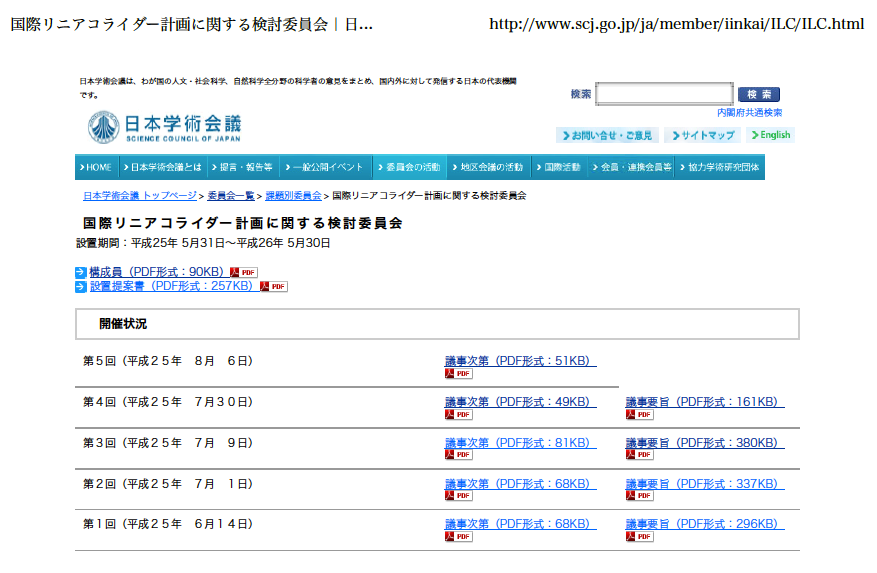 国際リニアコライダー計画に関する検討委員会｜日... http://www.scj.go.jp/ja/member/iinkai/ILC/ILC.html
日本学術会議は、わが国の人文・社会科学、自然科学全分野の科学者の意見をまとめ、国内外に対して発信する日本の代表機関
です。
検索 検索
内閣府共通検索
日本学術会議
SCIENCE COUNCIL OF JAPAN
お問い合せ・ご意見 サイトマップ English
HOME 日本学術会議とは 提言・報告等 一般公開イベント 委員会の活動 地区会議の活動 国際活動 会員・連携会員等 協力学術研究団体
日本学術会議 トップページ > 委員会一覧 > 課題別委員会 > 国際リニアコライダー計画に関する検討委員会
国際リニアコライダー計画に関する検討委員会
設置期間：平成25年 5月31日～平成26年 5月30日
構成員（PDF形式：90KB） PDF
設置提案書（PDF形式：257KB） PDF
開催状況
第５回（平成２５年　８月　６日） 議事次第（PDF形式：51KB）
PDF
第４回（平成２５年　７月３０日） 議事次第（PDF形式：49KB） 議事要旨（PDF形式：161KB）
PDF PDF
第３回（平成２５年　７月　９日） 議事次第（PDF形式：81KB） 議事要旨（PDF形式：380KB）
PDF PDF
第２回（平成２５年　７月　１日） 議事次第（PDF形式：68KB） 議事要旨（PDF形式：337KB）
PDF PDF
第１回（平成２５年　６月１４日） 議事次第（PDF形式：68KB） 議事要旨（PDF形式：296KB）
PDF PDF